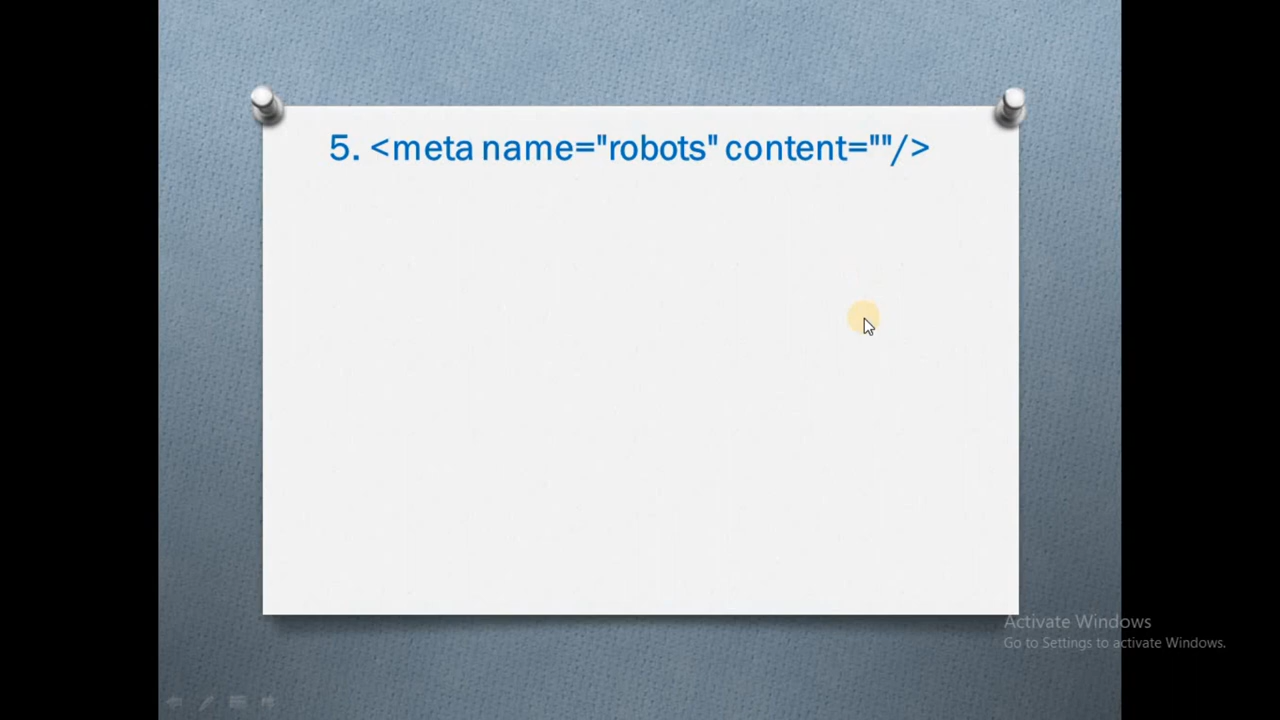 5. <meta name="robots" content=""/>
Activate Windows
Go to Settings to activate Windows.